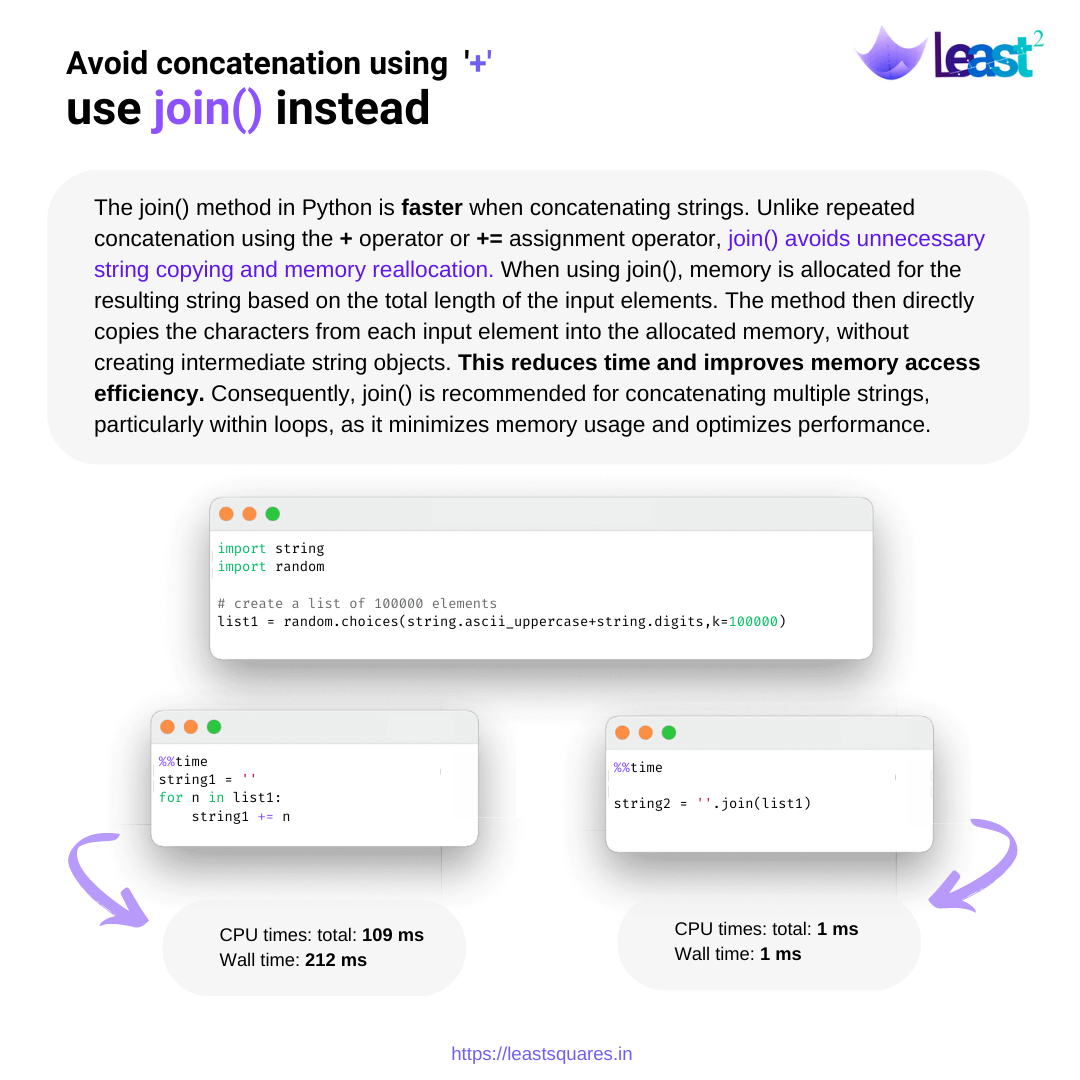 Avoid concatenation using '+'
use join() instead
Least²
The join() method in Python is faster when concatenating strings. Unlike repeated
concatenation using the + operator or += assignment operator, join() avoids unnecessary
string copying and memory reallocation. When using join(), memory is allocated for the
resulting string based on the total length of the input elements. The method then directly
copies the characters from each input element into the allocated memory, without
creating intermediate string objects. This reduces time and improves memory access
efficiency. Consequently, join() is recommended for concatenating multiple strings,
particularly within loops, as it minimizes memory usage and optimizes performance.
import string
import random
# create a list of 100000 elements
list1 = random.choices(string.ascii_uppercase+string.digits,k=100000)
%%time
string1 = ''
for n in list1:
    string1 += n
%%time
string2 = ''.join(list1)
CPU times: total: 109 ms
Wall time: 212 ms
CPU times: total: 1 ms
Wall time: 1 ms
https://leastsquares.in